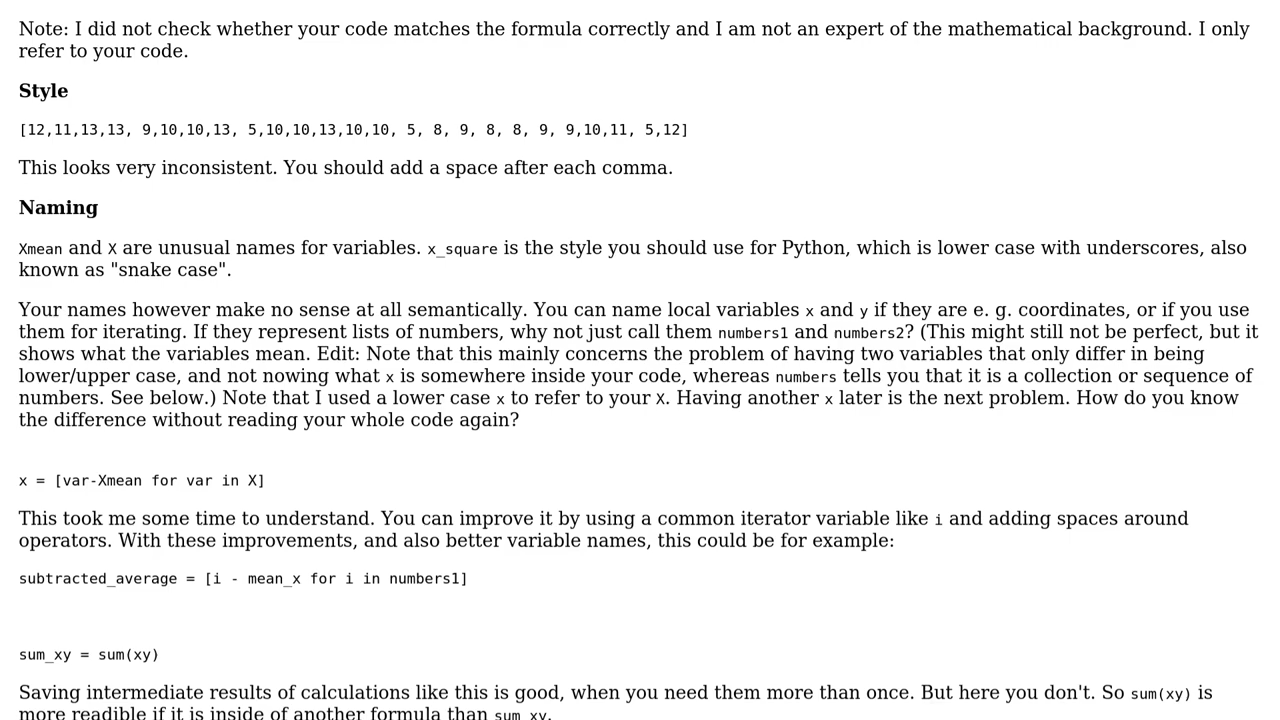 Note: I did not check whether your code matches the formula correctly and I am not an expert of the mathematical background. I only
refer to your code.
Style
[12,11,13,13, 9,10,10,13, 5,10,10,13,10,10, 5, 8, 9, 8, 8, 9, 9,10,11, 5,12]
This looks very inconsistent. You should add a space after each comma.
Naming
Xmean and X are unusual names for variables. x_square is the style you should use for Python, which is lower case with underscores, also
known as "snake case".
Your names however make no sense at all semantically. You can name local variables x and y if they are e. g. coordinates, or if you use
them for iterating. If they represent lists of numbers, why not just call them numbers1 and numbers2? (This might still not be perfect, but it
shows what the variables mean. Edit: Note that this mainly concerns the problem of having two variables that only differ in being
lower/upper case, and not nowing what x is somewhere inside your code, whereas numbers tells you that it is a collection or sequence of
numbers. See below.) Note that I used a lower case x to refer to your X. Having another x later is the next problem. How do you know
the difference without reading your whole code again?
x = [var-Xmean for var in X]
This took me some time to understand. You can improve it by using a common iterator variable like i and adding spaces around
operators. With these improvements, and also better variable names, this could be for example:
subtracted_average = [i - mean_x for i in numbers1]
sum_xy = sum(xy)
Saving intermediate results of calculations like this is good, when you need them more than once. But here you don't. So sum(xy) is
more readible if it is inside of another formula than sum_xy.